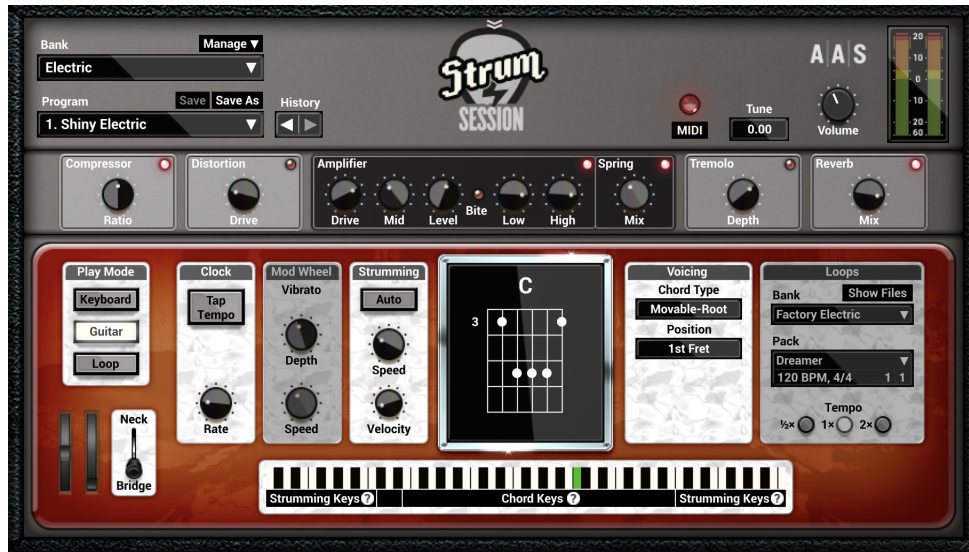 Bank
Manage ▼
Electric ▼
Program
Save
Save As
1. Shiny Electric ▼
History
Strum
SESSION
MIDI
Tune
0.00
A|A|S
Volume
20
10
0
10
20
60
Compressor
Ratio
Distortion
Drive
Amplifier
Drive
Mid
Level
Bite
Low
High
Spring
Mix
Tremolo
Depth
Reverb
Mix
Play Mode
Keyboard
Guitar
Loop
Neck
Bridge
Clock
Tap
Tempo
Rate
Mod Wheel
Vibrato
Depth
Speed
Strumming
Auto
Speed
Velocity
C
3
Voicing
Chord Type
Movable-Root
Position
1st Fret
Loops
Bank
Show Files
Factory Electric ▼
Pack
Dreamer ▼
120 BPM, 4/4 1 1
Tempo
½× 1× 2×
Strumming Keys ?
Chord Keys ?
Strumming Keys ?